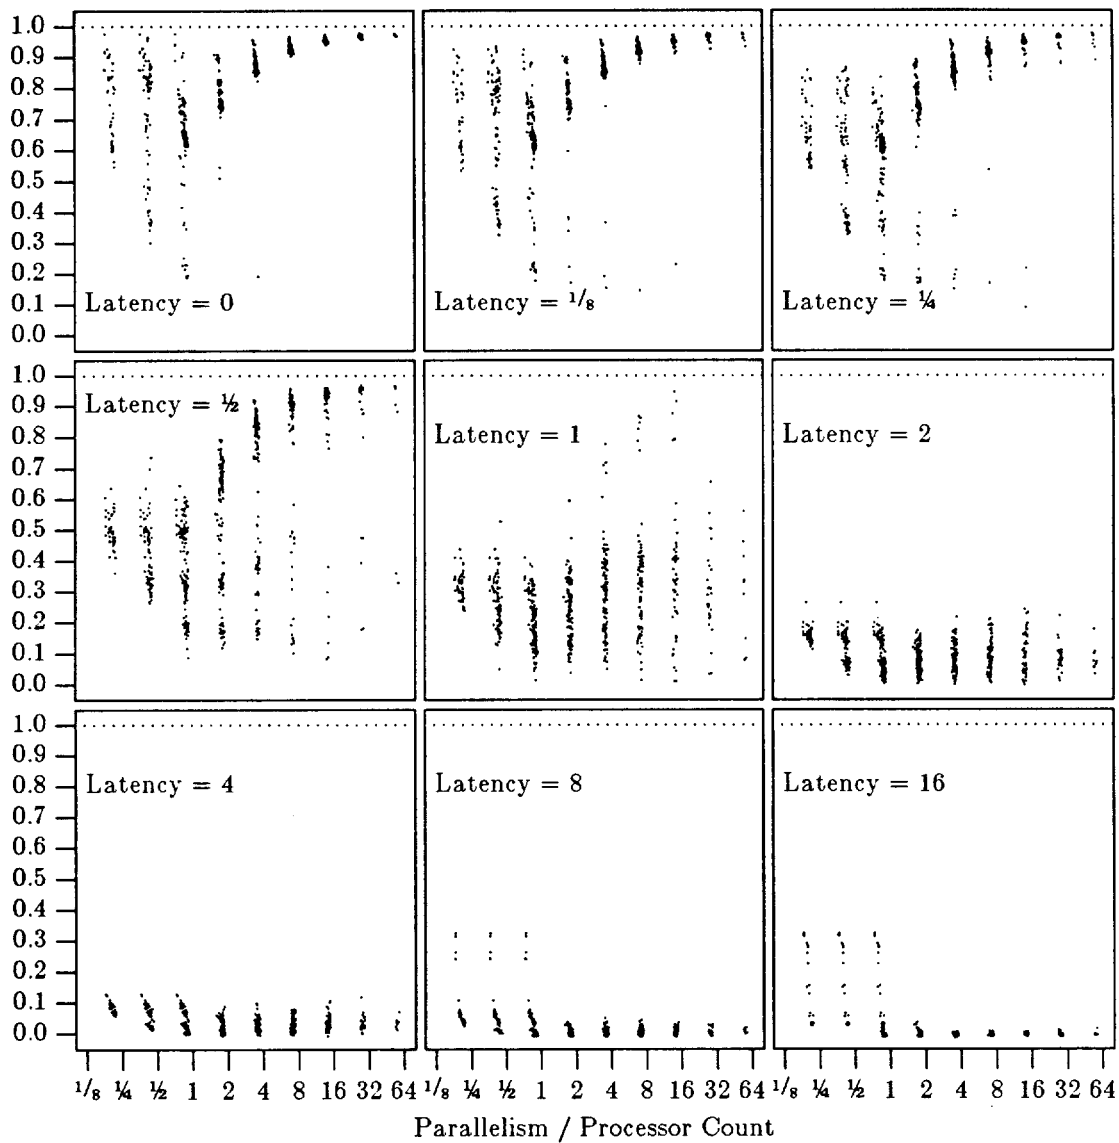 1.0
0.9
0.8
0.7
0.6
0.5
0.4
0.3
0.2
0.1
0.0
Latency = 0
Latency = 1/8
Latency = ¼
1.0
0.9
0.8
0.7
0.6
0.5
0.4
0.3
0.2
0.1
0.0
Latency = ½
Latency = 1
Latency = 2
1.0
0.9
0.8
0.7
0.6
0.5
0.4
0.3
0.2
0.1
0.0
Latency = 4
Latency = 8
Latency = 16
1/8 ¼ ½ 1 2 4 8 16 32 64
1/8 ¼ ½ 1 2 4 8 16 32 64
1/8 ¼ ½ 1 2 4 8 16 32 64
Parallelism / Processor Count